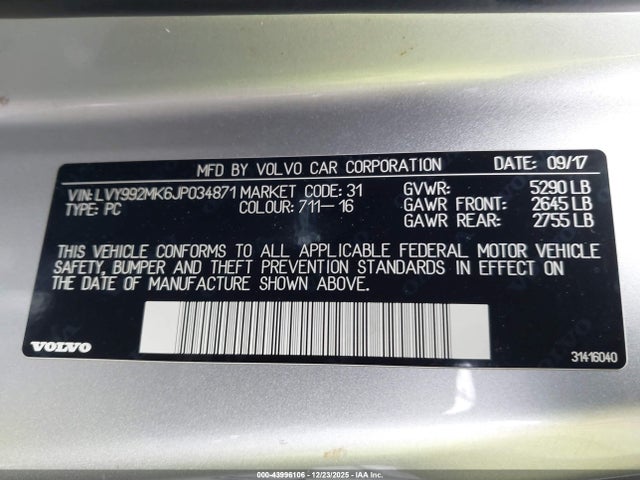 MFD BY VOLVO CAR CORPORATION DATE: 09/17
VIN: LVY992MK6JP034871 MARKET CODE: 31 GVWR: 5290 LB
TYPE: PC COLOUR: 711-16 GAWR FRONT: 2645 LB
GAWR REAR: 2755 LB
THIS VEHICLE CONFORMS TO ALL APPLICABLE FEDERAL MOTOR VEHICLE
SAFETY, BUMPER AND THEFT PREVENTION STANDARDS IN EFFECT ON
THE DATE OF MANUFACTURE SHOWN ABOVE.
VOLVO 31416040
000-43996106 - 12/23/2025 - IAA Inc.